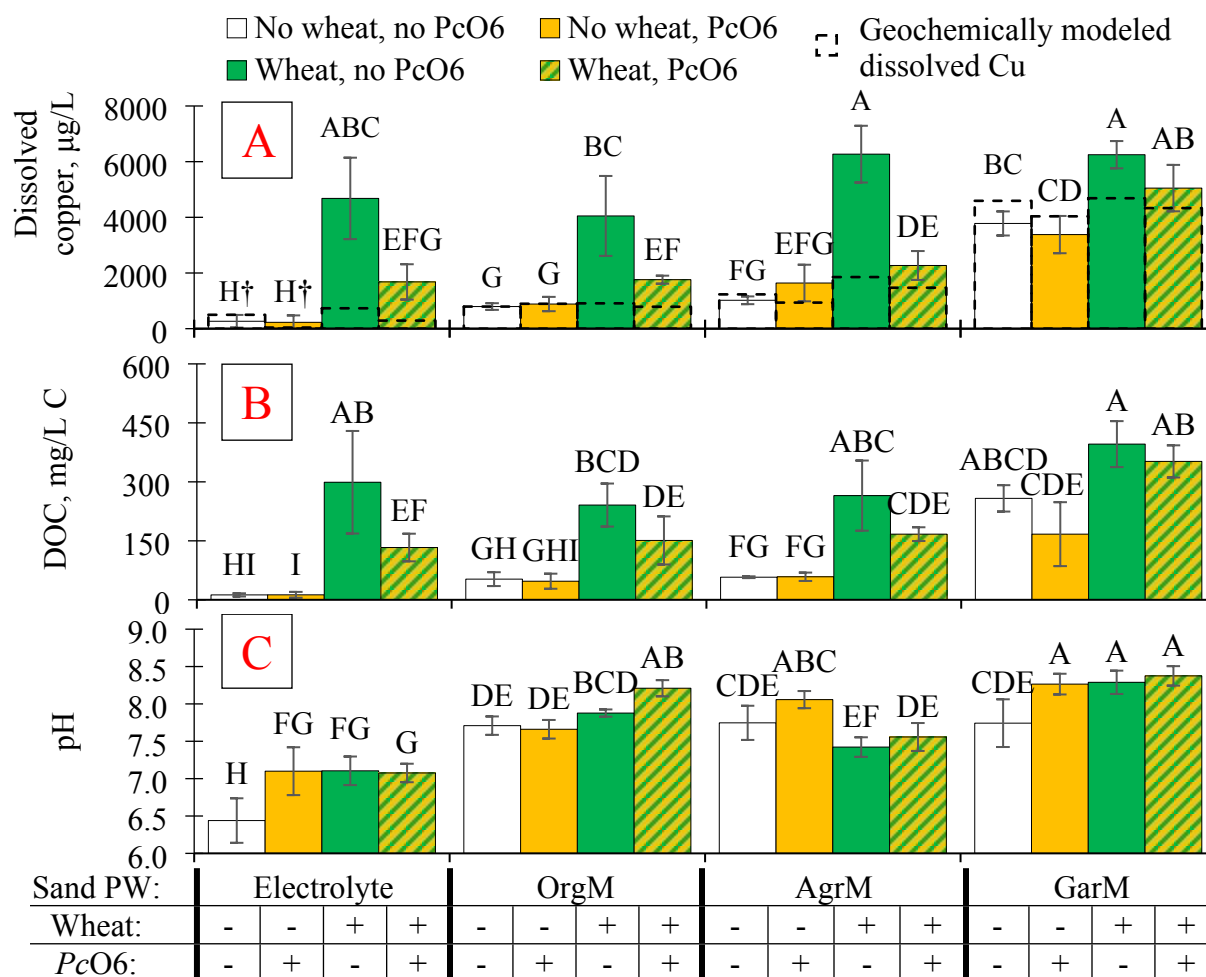 No wheat, no PcO6
No wheat, PcO6
Geochemically modeled
dissolved Cu
Wheat, no PcO6
Wheat, PcO6
Dissolved
copper, µg/L
8000
6000
4000
2000
0
A
H†
H†
ABC
EFG
G
G
BC
EF
FG
EFG
A
DE
BC
CD
A
AB
DOC, mg/L C
600
450
300
150
0
B
HI
I
AB
EF
GH
GHI
BCD
DE
FG
FG
ABC
CDE
ABCD
CDE
A
AB
pH
9.0
8.5
8.0
7.5
7.0
6.5
6.0
C
H
FG
FG
G
DE
DE
BCD
AB
CDE
ABC
EF
DE
CDE
A
A
A
Sand PW: Electrolyte OrgM AgrM GarM
Wheat: - - + + - - + + - - + + - - + +
PcO6: - + - + - + - + - + - + - + - +